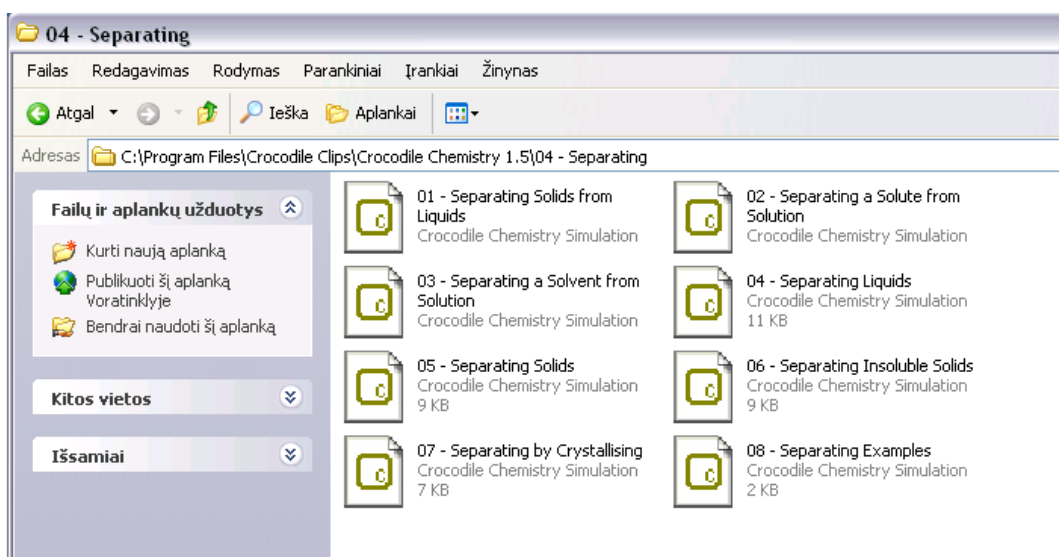 04 - Separating
Failas Redagavimas Rodymas Parankiniai Įrankiai Žinynas
Atgal Ieška Aplankai
Adresas C:\Program Files\Crocodile Clips\Crocodile Chemistry 1.5\04 - Separating
Failų ir aplankų užduotys
Kurti naują aplanką
Publikuoti šį aplanką
Voratinklyje
Bendrai naudoti šį aplanką
Kitos vietos
Išsamiai
01 - Separating Solids from
Liquids
Crocodile Chemistry Simulation
02 - Separating a Solute from
Solution
Crocodile Chemistry Simulation
03 - Separating a Solvent from
Solution
Crocodile Chemistry Simulation
04 - Separating Liquids
Crocodile Chemistry Simulation
11 KB
05 - Separating Solids
Crocodile Chemistry Simulation
9 KB
06 - Separating Insoluble Solids
Crocodile Chemistry Simulation
9 KB
07 - Separating by Crystallising
Crocodile Chemistry Simulation
7 KB
08 - Separating Examples
Crocodile Chemistry Simulation
2 KB